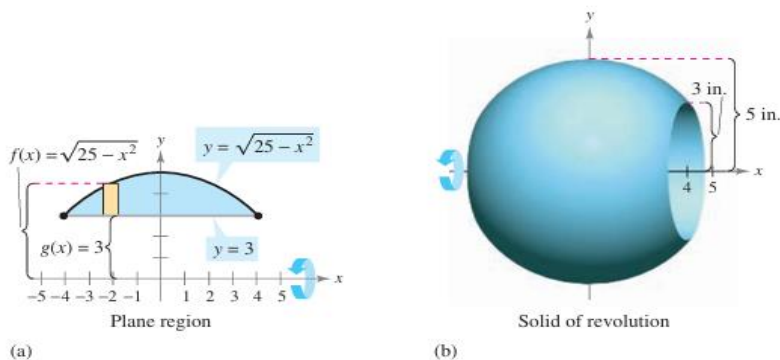 f(x) = √25 − x²
y
y = √25 − x²
g(x) = 3
y = 3
x
−5 −4 −3 −2 −1 1 2 3 4 5
Plane region
(a)
y
3 in.
5 in.
x
4 5
Solid of revolution
(b)